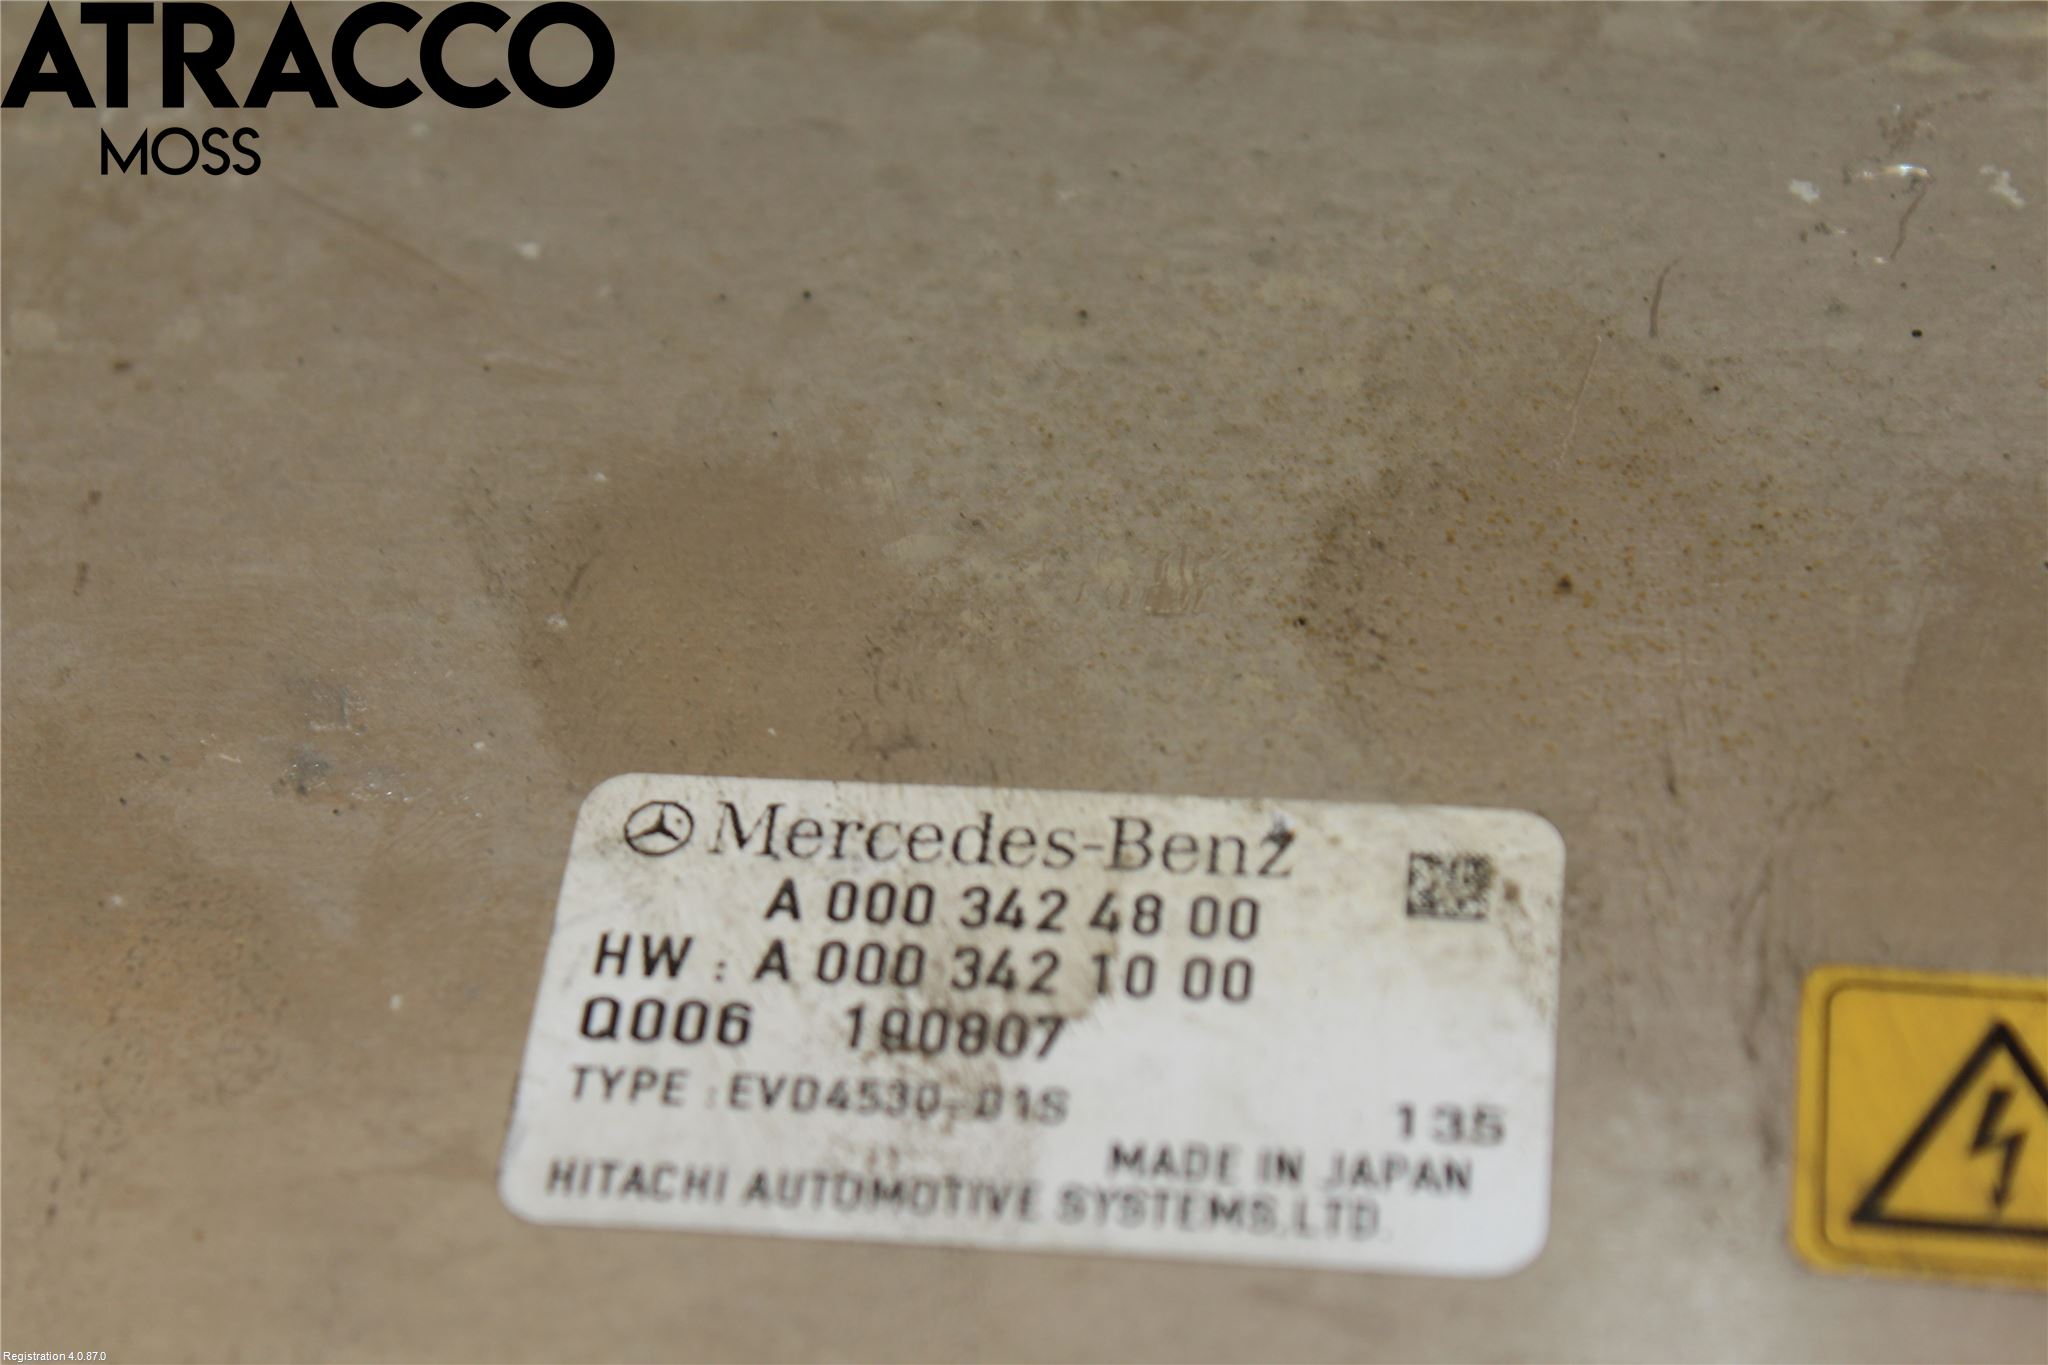 ATRACCO
MOSS
Mercedes-Benz
A 000 342 48 00
HW : A 000 342 10 00
Q006 190807
TYPE : EVD4530-01S
135
MADE IN JAPAN
HITACHI AUTOMOTIVE SYSTEMS,LTD.
Registration 4.0.87.0